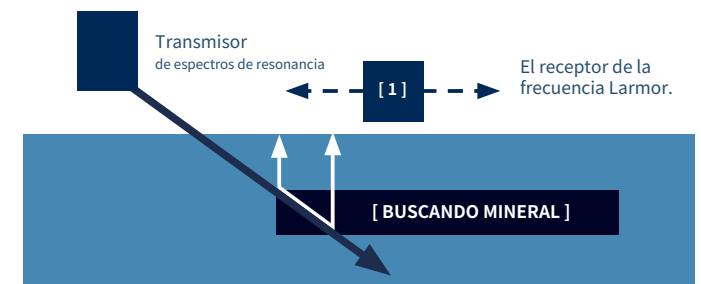 Transmisor
de espectros de resonancia
[ 1 ]
El receptor de la
frecuencia Larmor.
[ BUSCANDO MINERAL ]